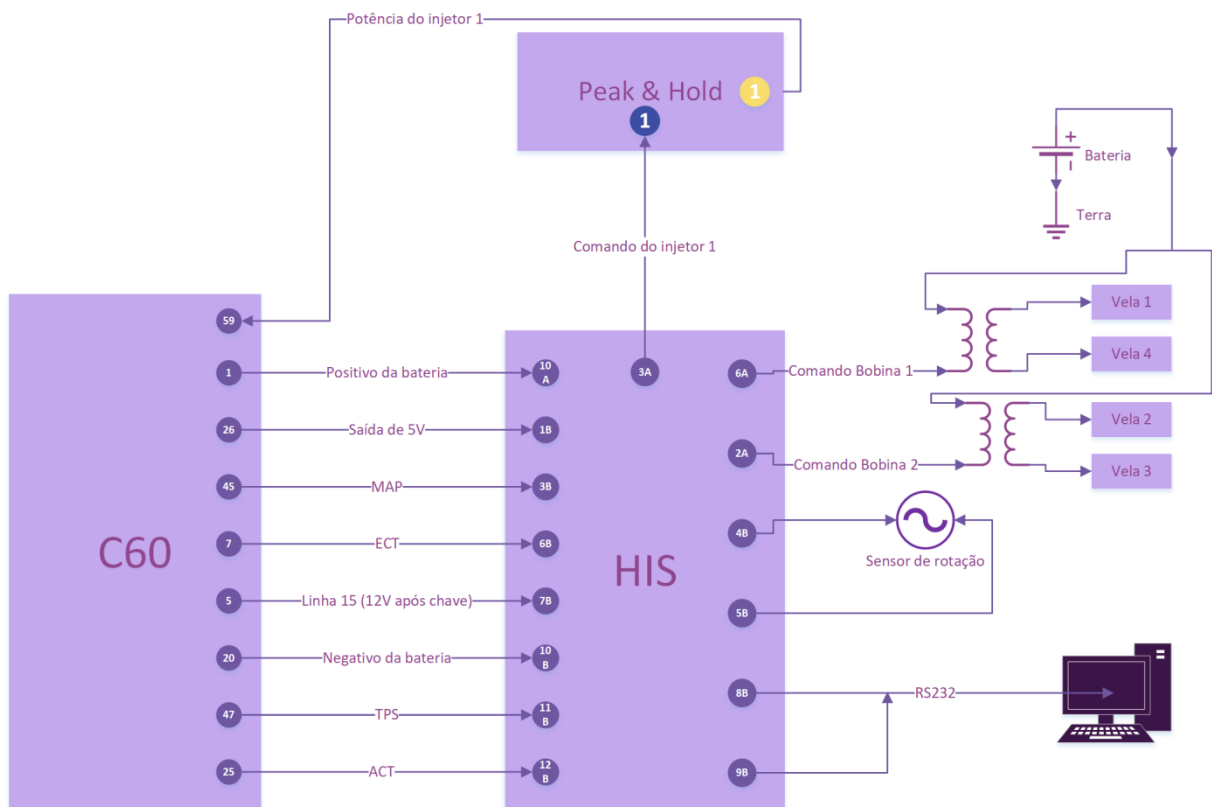 Potência do injetor 1
Peak & Hold
1
1
+
Bateria
Terra
Comando do injetor 1
59
Vela 1
Vela 4
1
Positivo da bateria
10
A
3A
6A
Comando Bobina 1
26
Saída de 5V
1B
Vela 2
2A
Comando Bobina 2
Vela 3
45
MAP
3B
C60
HIS
7
ECT
6B
4B
Sensor de rotação
5
Linha 15 (12V após chave)
7B
5B
20
Negativo da bateria
10
B
8B
RS232
47
TPS
11
B
25
ACT
12
B
9B